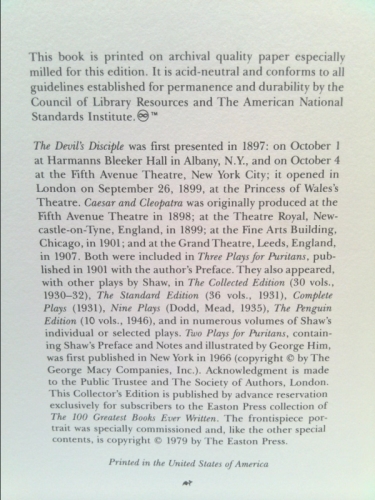 This book is printed on archival quality paper especially
milled for this edition. It is acid-neutral and conforms to all
guidelines established for permanence and durability by the
Council of Library Resources and The American National
Standards Institute.♾™
The Devil's Disciple was first presented in 1897: on October 1
at Harmanns Bleeker Hall in Albany, N.Y., and on October 4
at the Fifth Avenue Theatre, New York City; it opened in
London on September 26, 1899, at the Princess of Wales's
Theatre. Caesar and Cleopatra was originally produced at the
Fifth Avenue Theatre in 1898; at the Theatre Royal, New-
castle-on-Tyne, England, in 1899; at the Fine Arts Building,
Chicago, in 1901; and at the Grand Theatre, Leeds, England,
in 1907. Both were included in Three Plays for Puritans, pub-
lished in 1901 with the author's Preface. They also appeared,
with other plays by Shaw, in The Collected Edition (30 vols.,
1930–32), The Standard Edition (36 vols., 1931), Complete
Plays (1931), Nine Plays (Dodd, Mead, 1935), The Penguin
Edition (10 vols., 1946), and in numerous volumes of Shaw's
individual or selected plays. Two Plays for Puritans, contain-
ing Shaw's Preface and Notes and illustrated by George Him,
was first published in New York in 1966 (copyright © by The
George Macy Companies, Inc.). Acknowledgment is made
to the Public Trustee and The Society of Authors, London.
This Collector's Edition is published by advance reservation
exclusively for subscribers to the Easton Press collection of
The 100 Greatest Books Ever Written. The frontispiece por-
trait was specially commissioned and, like the other special
contents, is copyright © 1979 by The Easton Press.
Printed in the United States of America